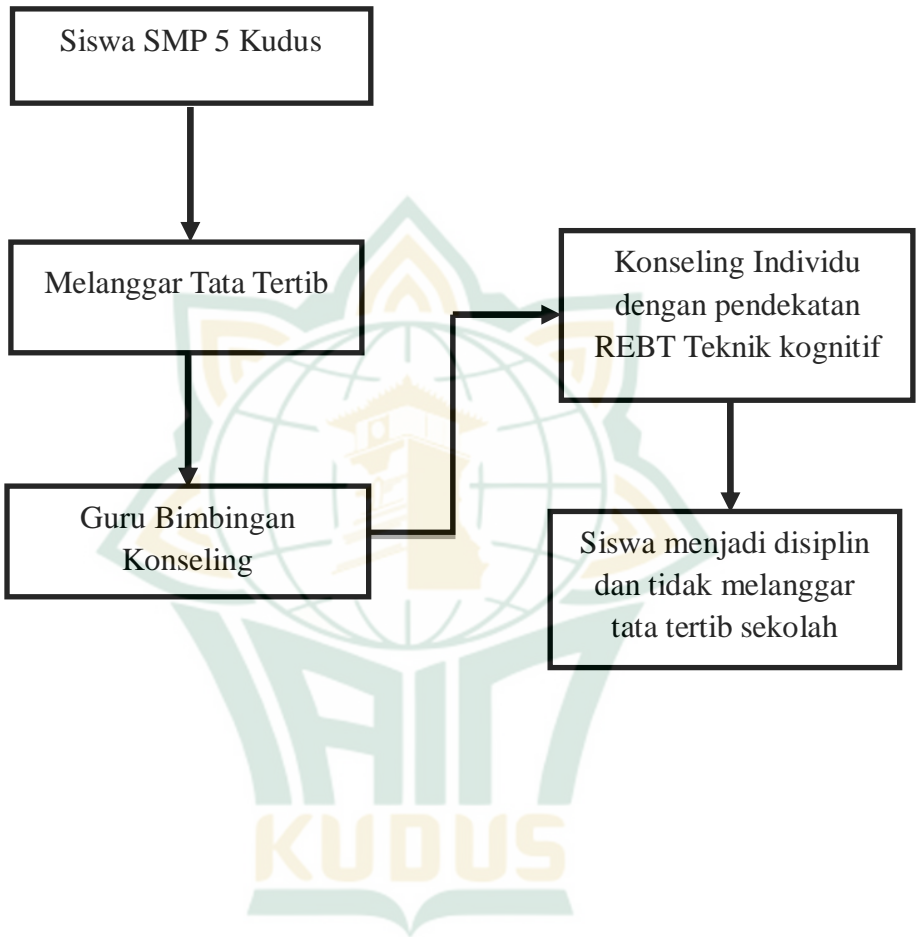 Siswa SMP 5 Kudus
Melanggar Tata Tertib
Guru Bimbingan
Konseling
Konseling Individu
dengan pendekatan
REBT Teknik kognitif
Siswa menjadi disiplin
dan tidak melanggar
tata tertib sekolah
IAIN
KUDUS